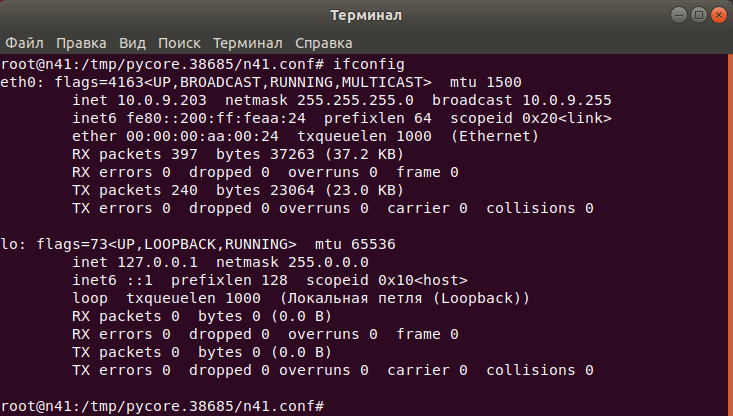 Терминал
Файл Правка Вид Поиск Терминал Справка
root@n41:/tmp/pycore.38685/n41.conf# ifconfig
eth0: flags=4163<UP,BROADCAST,RUNNING,MULTICAST>  mtu 1500
        inet 10.0.9.203  netmask 255.255.255.0  broadcast 10.0.9.255
        inet6 fe80::200:ff:feaa:24  prefixlen 64  scopeid 0x20<link>
        ether 00:00:00:aa:00:24  txqueuelen 1000  (Ethernet)
        RX packets 397  bytes 37263 (37.2 KB)
        RX errors 0  dropped 0  overruns 0  frame 0
        TX packets 240  bytes 23064 (23.0 KB)
        TX errors 0  dropped 0 overruns 0  carrier 0  collisions 0
lo: flags=73<UP,LOOPBACK,RUNNING>  mtu 65536
        inet 127.0.0.1  netmask 255.0.0.0
        inet6 ::1  prefixlen 128  scopeid 0x10<host>
        loop  txqueuelen 1000  (Локальная петля (Loopback))
        RX packets 0  bytes 0 (0.0 B)
        RX errors 0  dropped 0  overruns 0  frame 0
        TX packets 0  bytes 0 (0.0 B)
        TX errors 0  dropped 0 overruns 0  carrier 0  collisions 0
root@n41:/tmp/pycore.38685/n41.conf#